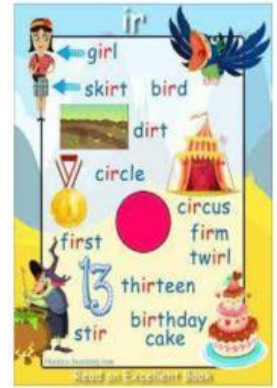 ir
girl
skirt bird
dirt
circle
circus
first firm
twirl
13 thirteen
stir birthday
cake
Read an Excellent Book